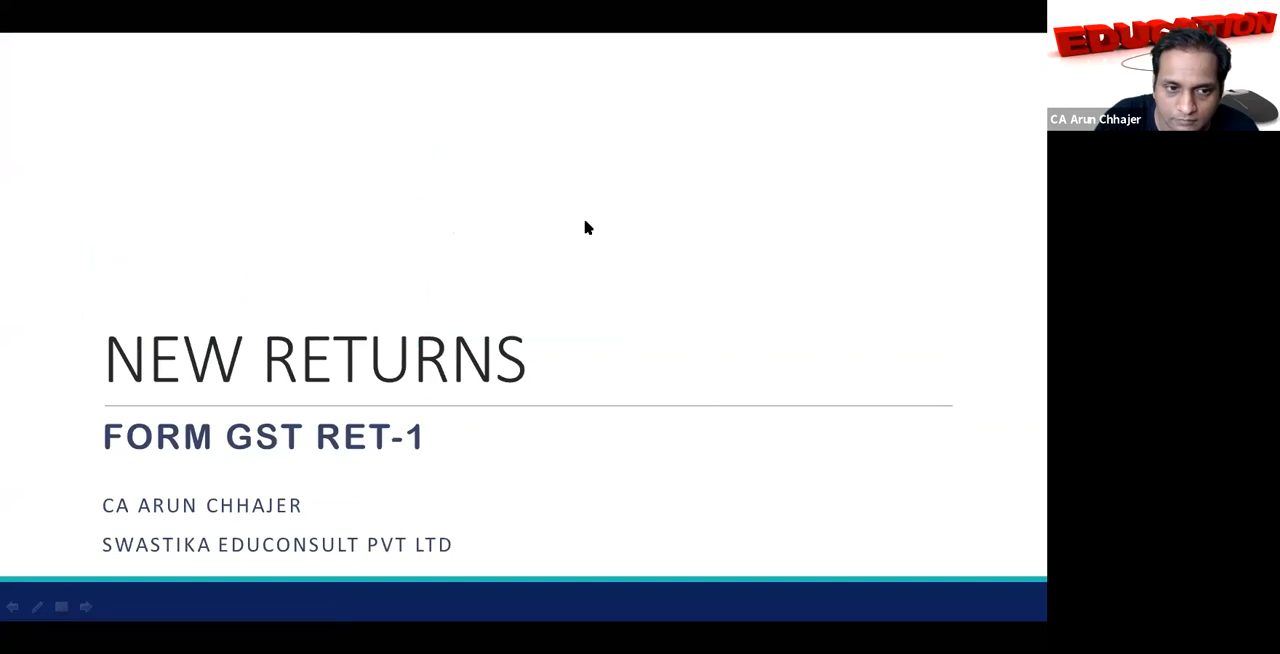 EDUCATION
CA Arun Chhajer
NEW RETURNS
FORM GST RET-1
CA ARUN CHHAJER
SWASTIKA EDUCONSULT PVT LTD